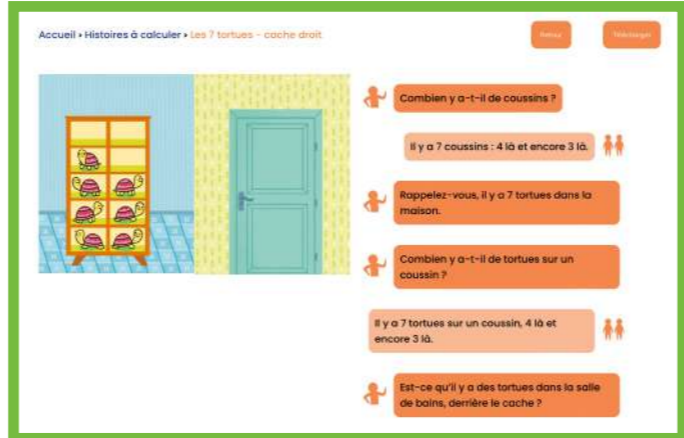 Accueil › Histoires à calculer › Les 7 tortues - cache droit
Retour
Télécharger
Combien y a-t-il de coussins ?
Il y a 7 coussins : 4 là et encore 3 là.
Rappelez-vous, il y a 7 tortues dans la
maison.
Combien y a-t-il de tortues sur un
coussin ?
Il y a 7 tortues sur un coussin, 4 là et
encore 3 là.
Est-ce qu'il y a des tortues dans la salle
de bains, derrière le cache ?